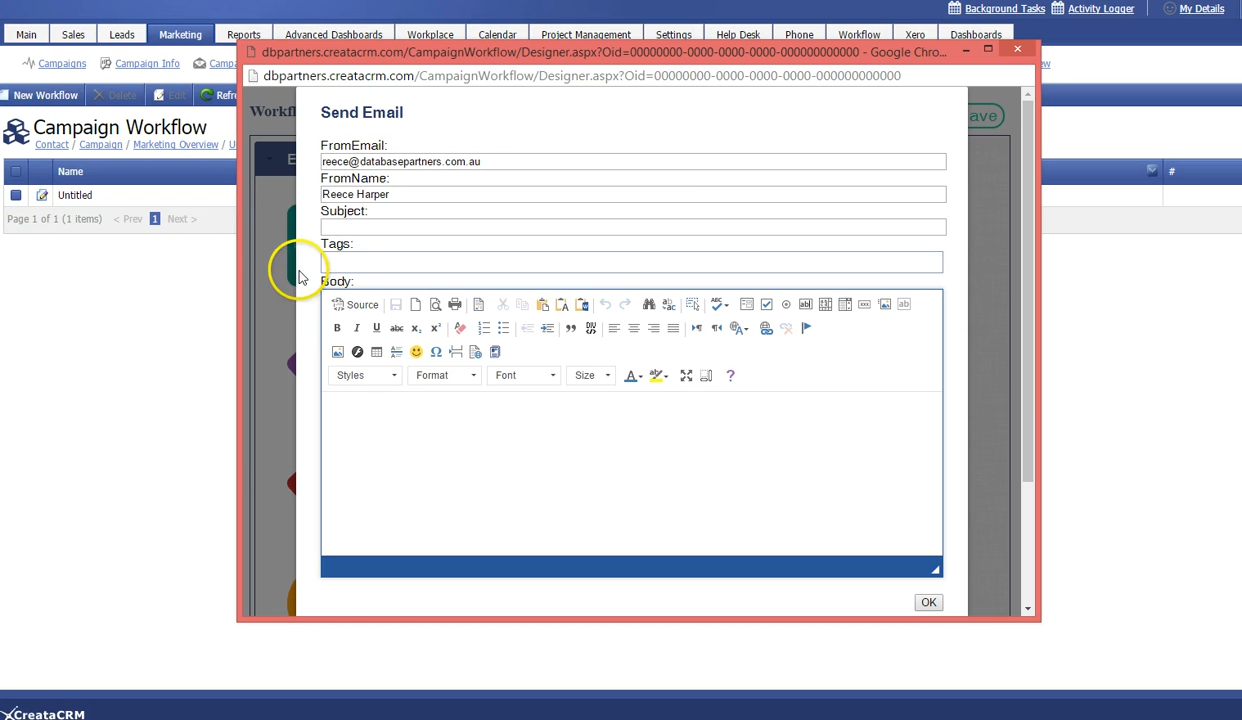 Background Tasks Activity Logger My Details
Main Sales Leads Marketing Reports Advanced Dashboards Workplace Calendar Project Management Settings Help Desk Phone Workflow Xero Dashboards
dbpartners.creatacrm.com/CampaignWorkflow/Designer.aspx?Oid=00000000-0000-0000-0000-000000000000 - Google Chro...
Campaigns Campaign Info Campa
dbpartners.creatacrm.com/CampaignWorkflow/Designer.aspx?Oid=00000000-0000-0000-0000-000000000000
New Workflow Delete Edit Refr
Workfl
Send Email
ave
Campaign Workflow
Contact / Campaign / Marketing Overview / U
FromEmail:
E
reece@databasepartners.com.au
Name
#
FromName:
Untitled
Reece Harper
Subject:
Page 1 of 1 (1 items) < Prev 1 Next >
Tags:
Body:
Source
Styles Format Font Size
OK
CreataCRM